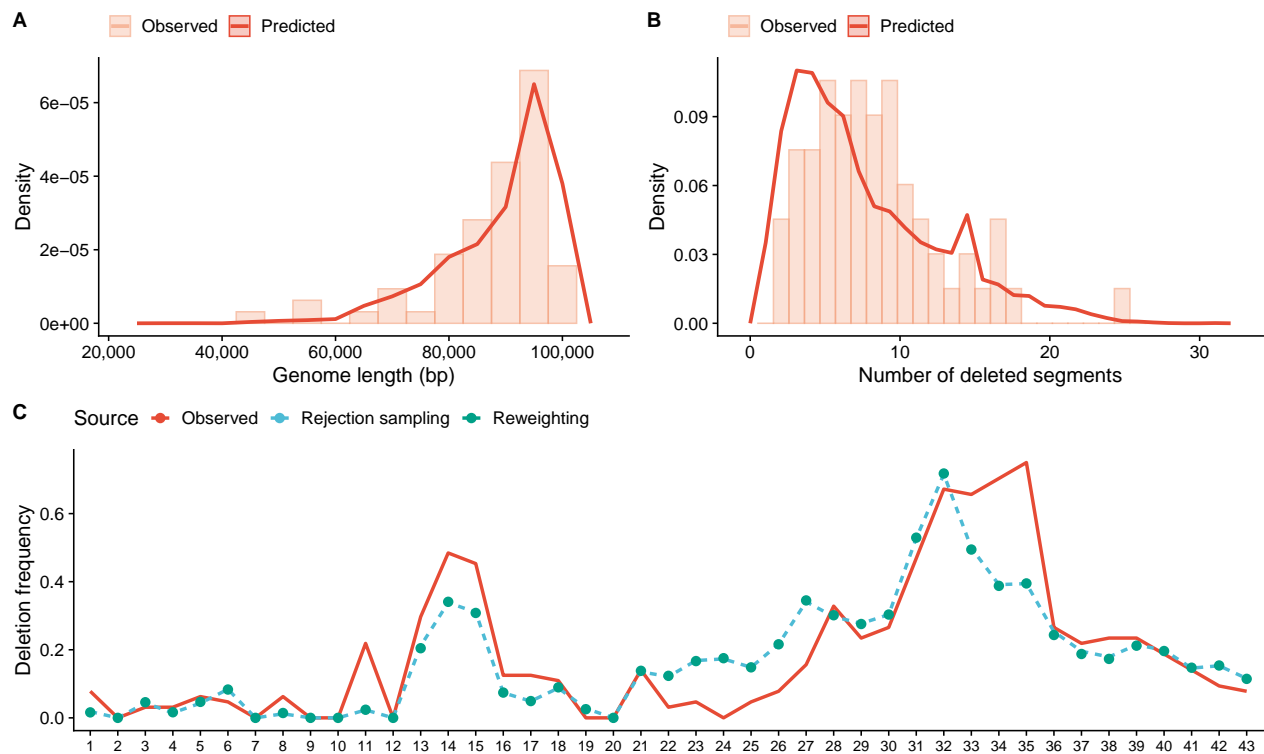 A
Observed Predicted
Density
6e−05
4e−05
2e−05
0e+00
20,000 40,000 60,000 80,000 100,000
Genome length (bp)
B
Observed Predicted
Density
0.09
0.06
0.03
0.00
0 10 20 30
Number of deleted segments
C
Source Observed Rejection sampling Reweighting
Deletion frequency
0.6
0.4
0.2
0.0
1 2 3 4 5 6 7 8 9 10 11 12 13 14 15 16 17 18 19 20 21 22 23 24 25 26 27 28 29 30 31 32 33 34 35 36 37 38 39 40 41 42 43